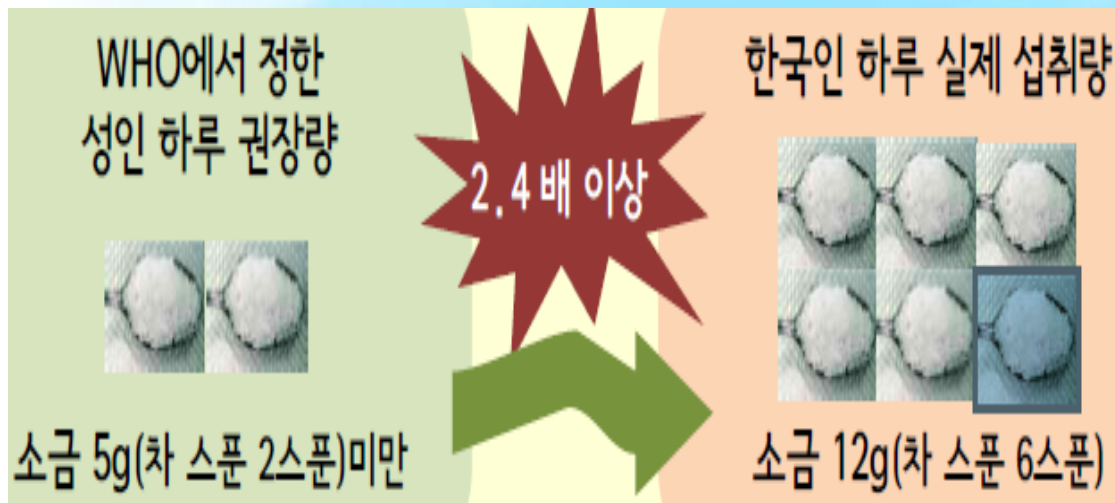 WHO에서 정한
성인 하루 권장량
소금 5g(차 스푼 2스푼)미만
2.4 배 이상
한국인 하루 실제 섭취량
소금 12g(차 스푼 6스푼)